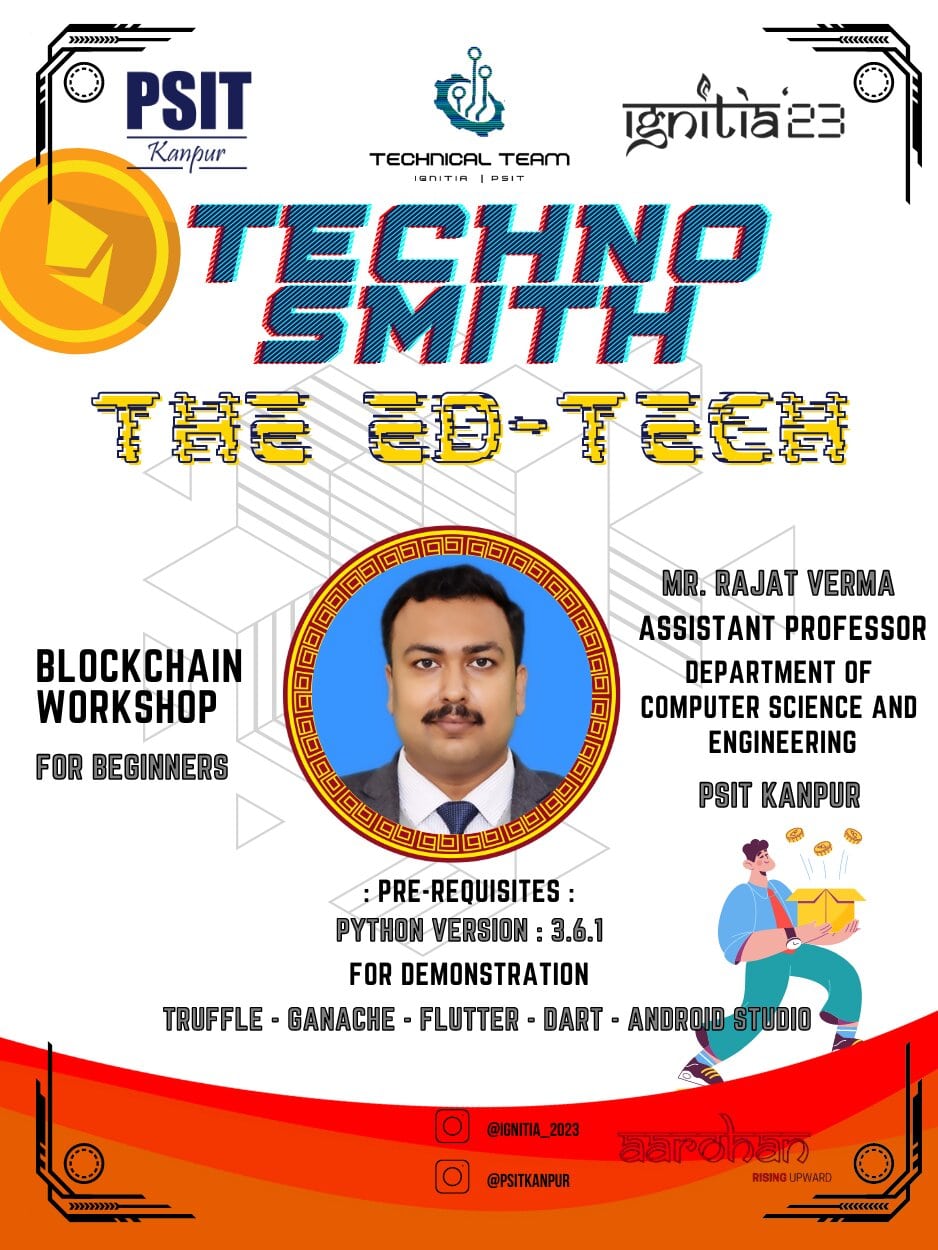 PSIT
Kanpur
TECHNICAL TEAM
IGNITIA | PSIT
ignitia'23
TECHNO
SMITH
THE ED-TECH
BLOCKCHAIN
WORKSHOP
FOR BEGINNERS
MR. RAJAT VERMA
ASSISTANT PROFESSOR
DEPARTMENT OF
COMPUTER SCIENCE AND
ENGINEERING
PSIT KANPUR
: PRE-REQUISITES :
PYTHON VERSION : 3.6.1
FOR DEMONSTRATION
TRUFFLE - GANACHE - FLUTTER - DART - ANDROID STUDIO
@IGNITIA_2023
@PSITKANPUR
aarohan
RISING UPWARD